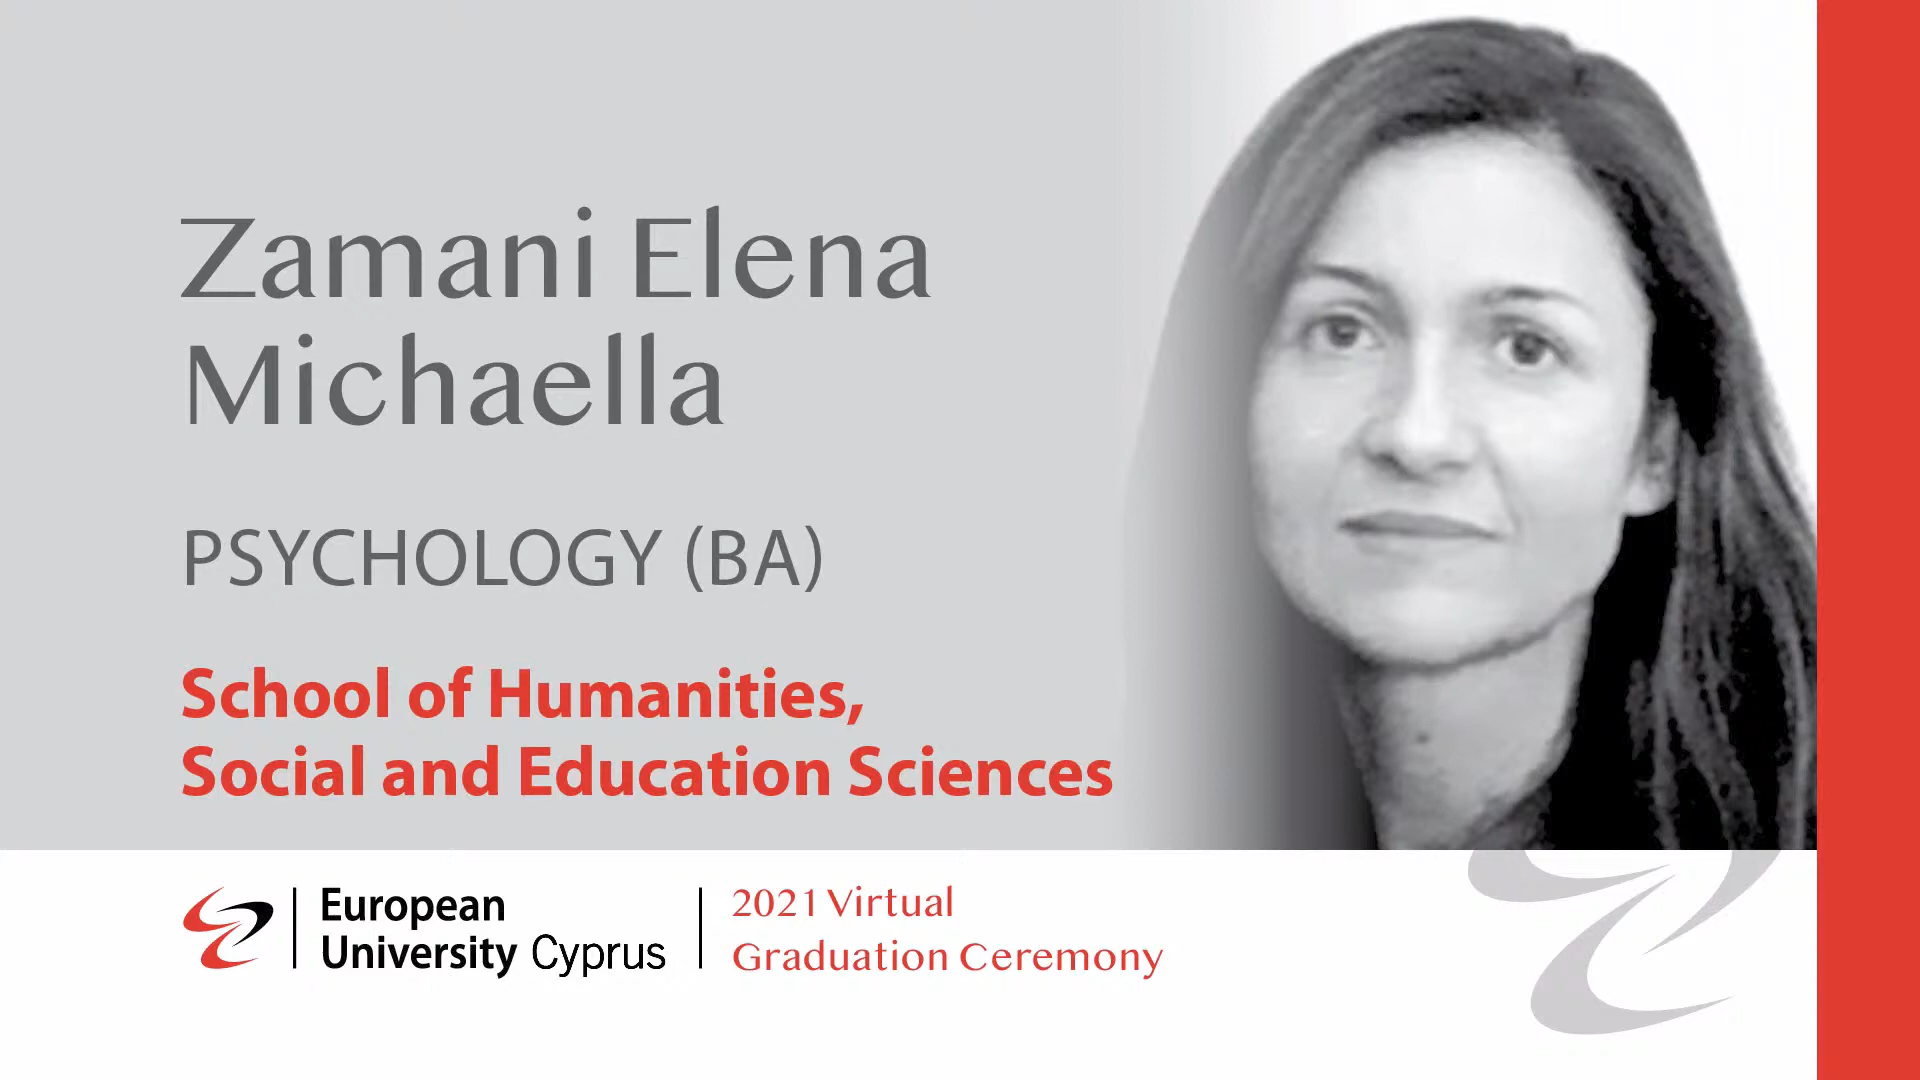 Zamani Elena
Michaella
PSYCHOLOGY (BA)
School of Humanities,
Social and Education Sciences
European
University Cyprus
2021 Virtual
Graduation Ceremony